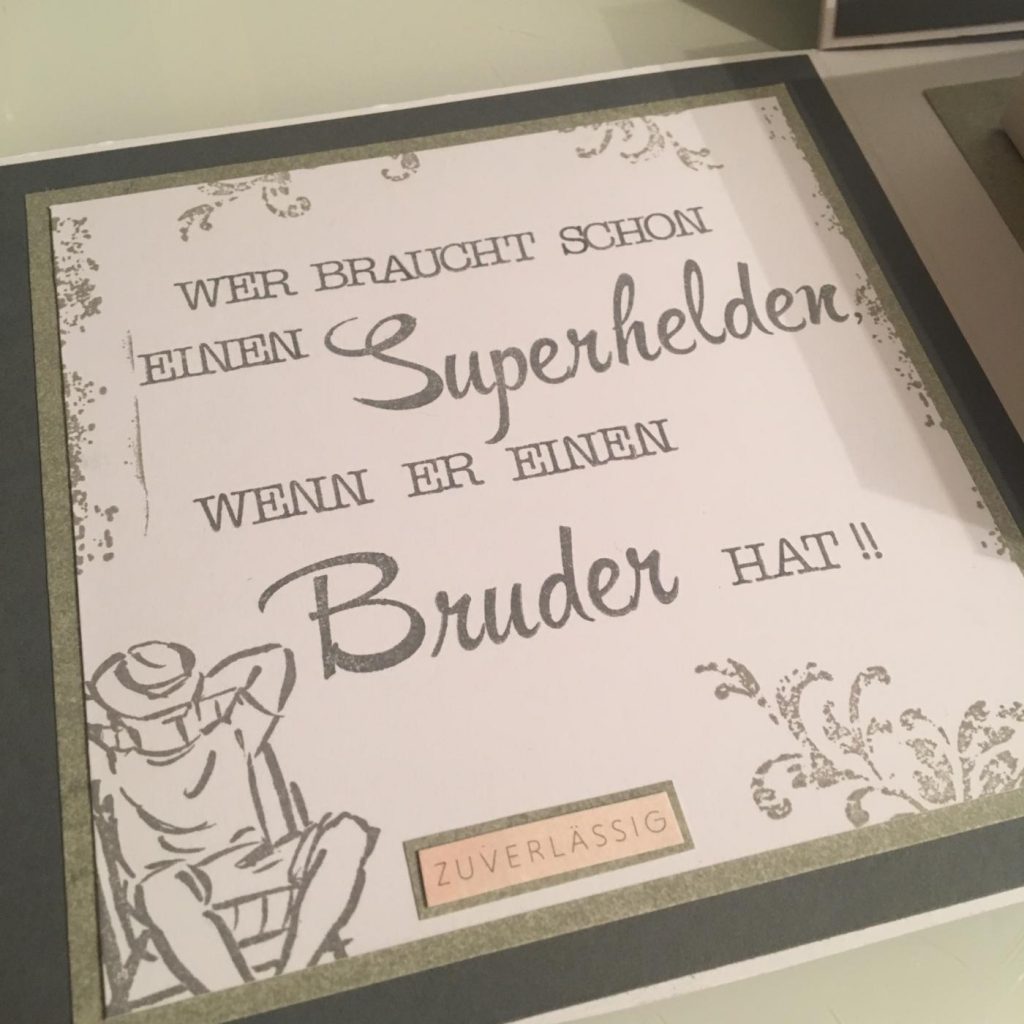 WER BRAUCHT SCHON
EINEN Superhelden,
WENN ER EINEN
Bruder HAT !!
ZUVERLÄSSIG